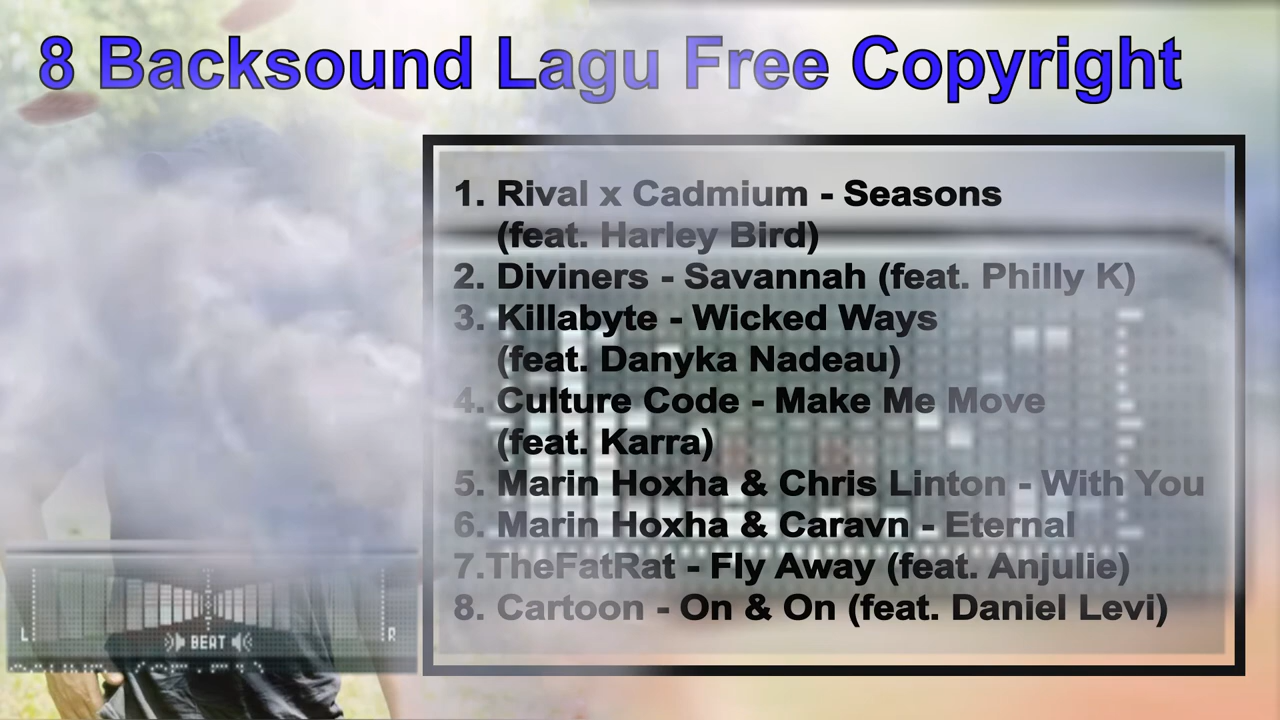 8 Backsound Lagu Free Copyright
1. Rival x Cadmium - Seasons
(feat. Harley Bird)
2. Diviners - Savannah (feat. Philly K)
3. Killabyte - Wicked Ways
(feat. Danyka Nadeau)
4. Culture Code - Make Me Move
(feat. Karra)
5. Marin Hoxha & Chris Linton - With You
6. Marin Hoxha & Caravn - Eternal
7.TheFatRat - Fly Away (feat. Anjulie)
8. Cartoon - On & On (feat. Daniel Levi)
L R
BEAT